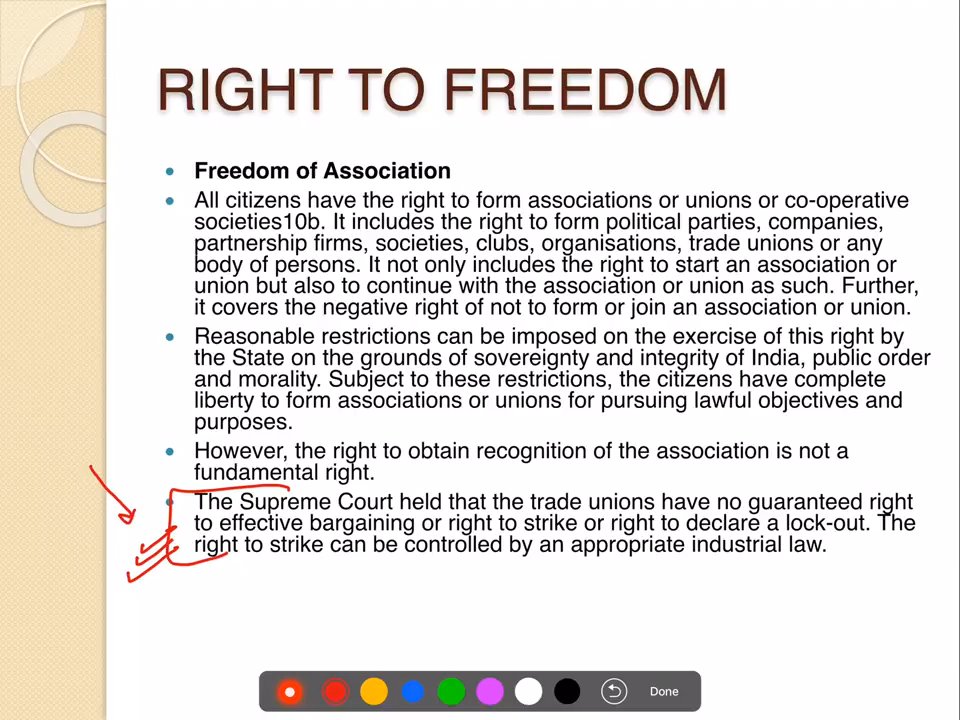 RIGHT TO FREEDOM
Freedom of Association
All citizens have the right to form associations or unions or co-operative
societies10b. It includes the right to form political parties, companies,
partnership firms, societies, clubs, organisations, trade unions or any
body of persons. It not only includes the right to start an association or
union but also to continue with the association or union as such. Further,
it covers the negative right of not to form or join an association or union.
Reasonable restrictions can be imposed on the exercise of this right by
the State on the grounds of sovereignty and integrity of India, public order
and morality. Subject to these restrictions, the citizens have complete
liberty to form associations or unions for pursuing lawful objectives and
purposes.
However, the right to obtain recognition of the association is not a
fundamental right.
The Supreme Court held that the trade unions have no guaranteed right
to effective bargaining or right to strike or right to declare a lock-out. The
right to strike can be controlled by an appropriate industrial law.
Done